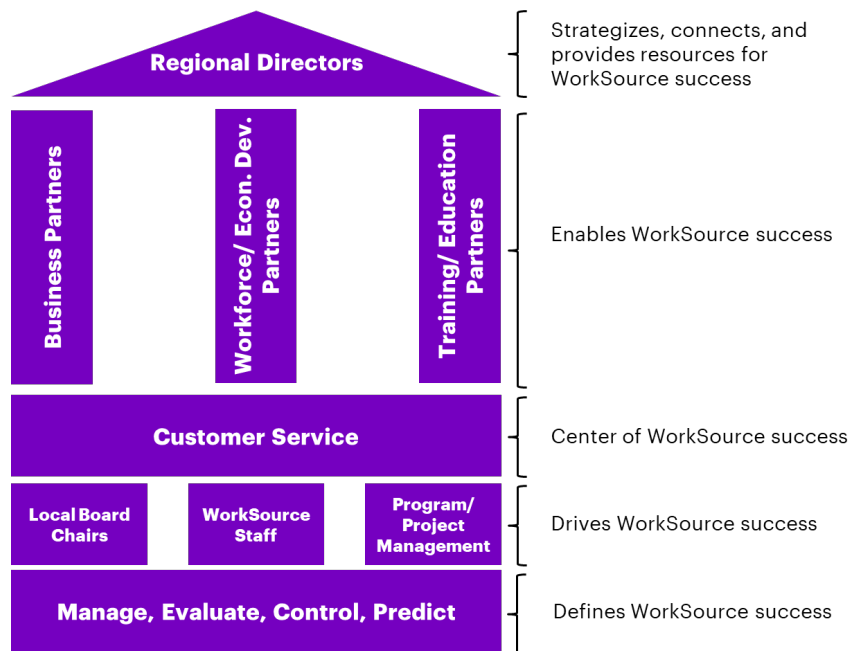 Regional Directors
Strategizes, connects, and
provides resources for
WorkSource success
Business Partners
Workforce/ Econ. Dev.
Partners
Training/ Education
Partners
Enables WorkSource success
Customer Service
Center of WorkSource success
Local Board
Chairs
WorkSource
Staff
Program/
Project
Management
Drives WorkSource success
Manage, Evaluate, Control, Predict
Defines WorkSource success